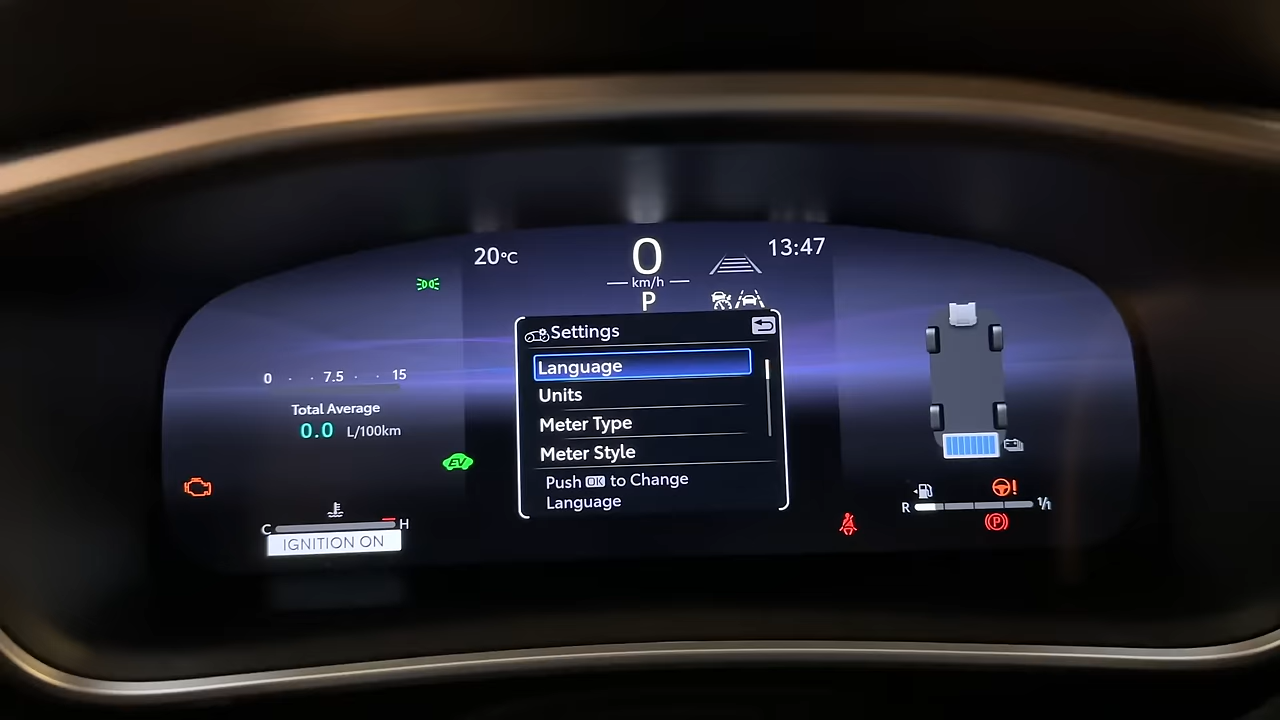 20°C
0
km/h
P
13:47
Settings
Language
Units
Meter Type
Meter Style
Push OK to Change
Language
0 · · 7.5 · · 15
Total Average
0.0 L/100km
EV
C H
IGNITION ON
R 1/1
(P)